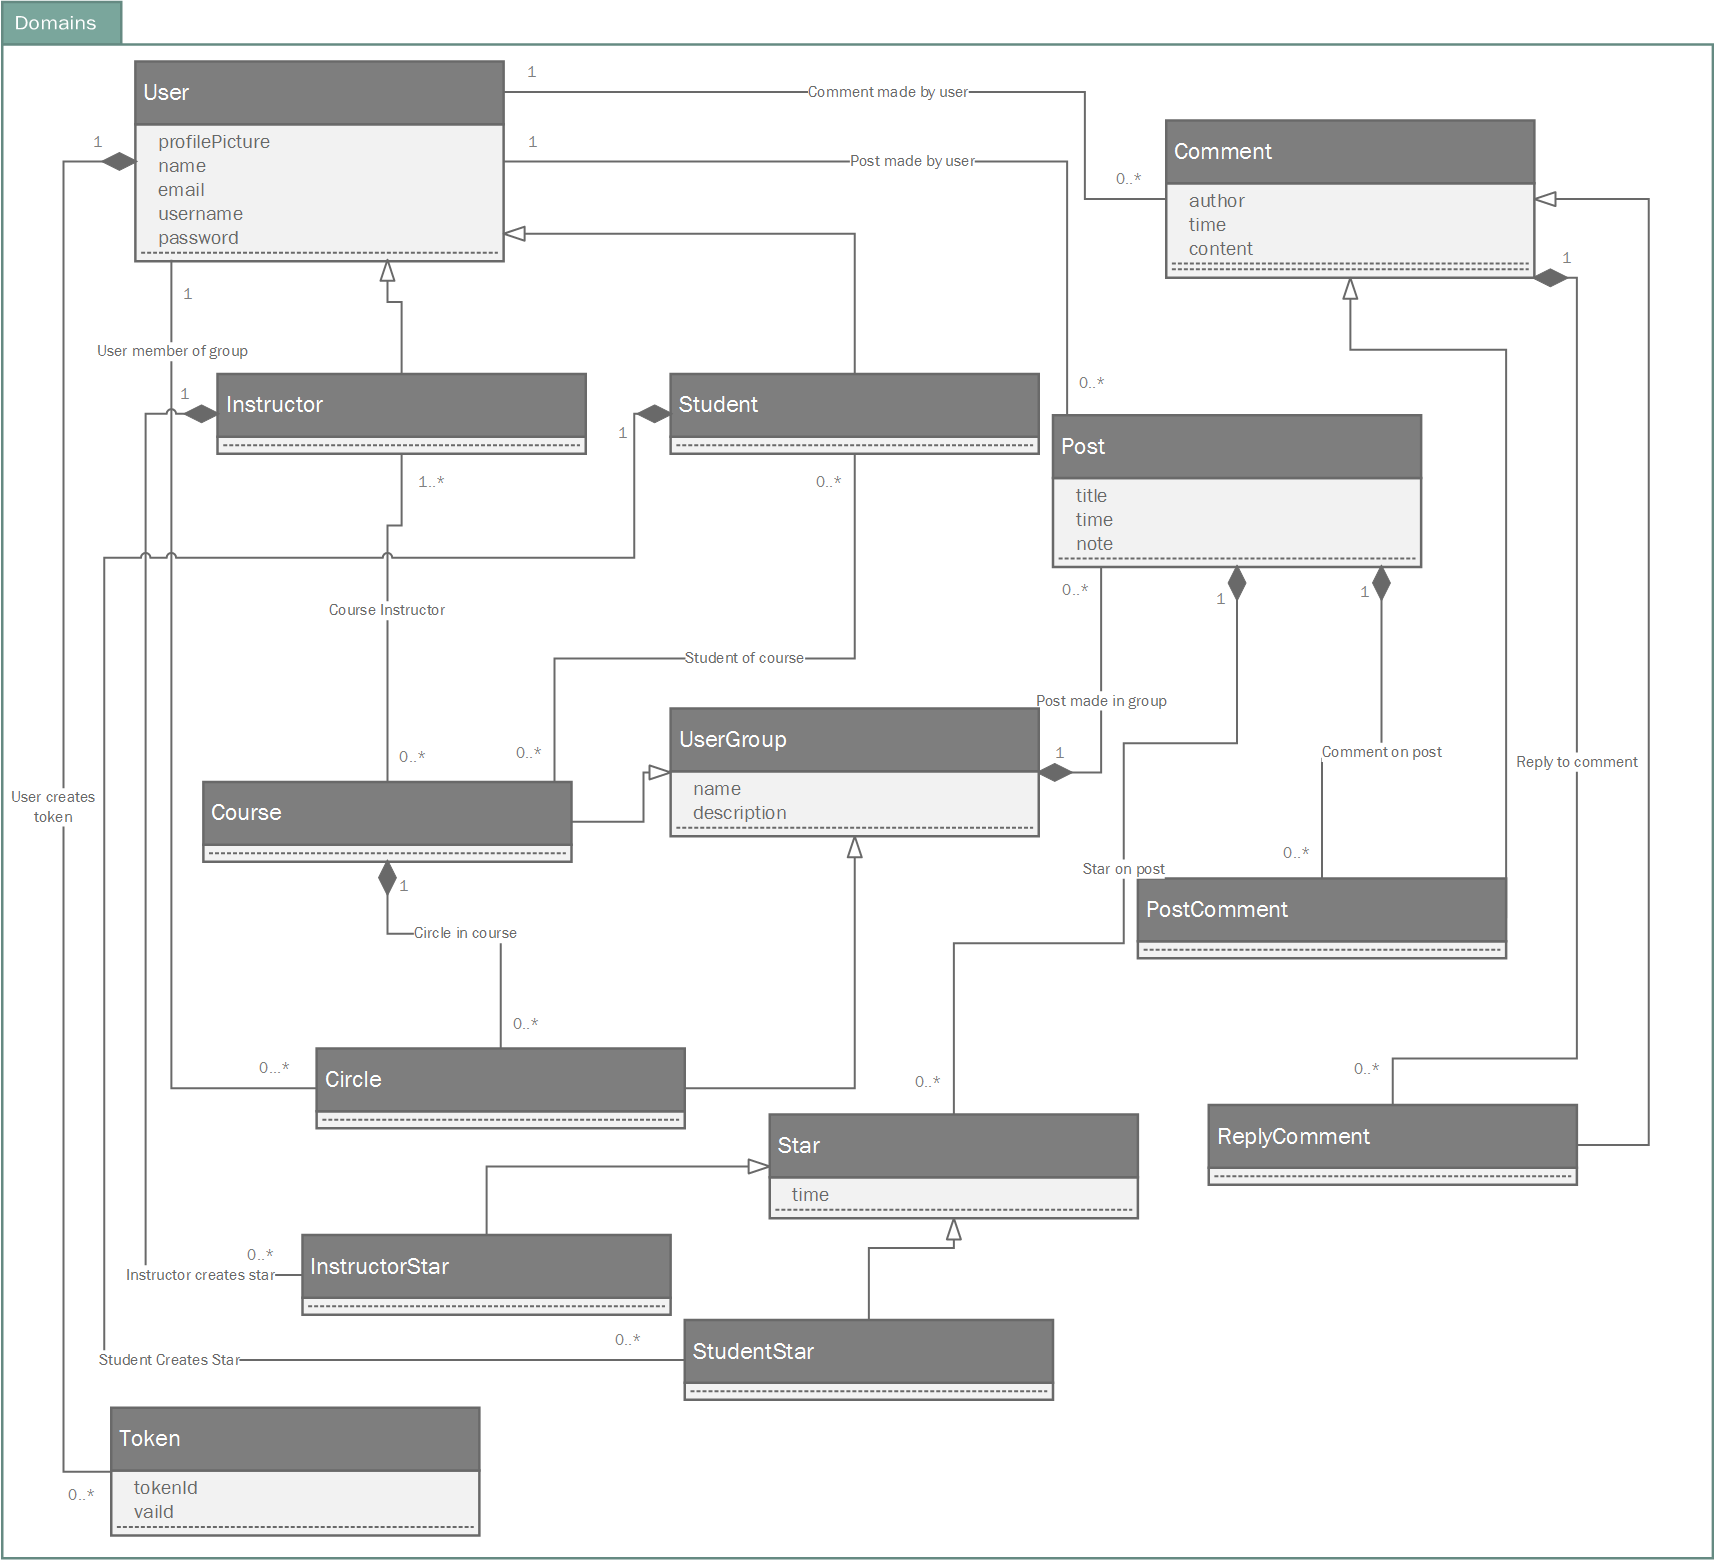 Domains
User
profilePicture
name
email
username
password
1
Comment made by user
1
Post made by user
1
0..*
Comment
author
time
content
1
1
User member of group
1
Instructor
1
Student
0..*
Post
title
time
note
1..*
0..*
0..*
1
1
Course Instructor
Student of course
Post made in group
0..*
0..*
UserGroup
name
description
1
Comment on post
Reply to comment
User creates
token
Course
1
Circle in course
Star on post
0..*
PostComment
0..*
0...*
Circle
0..*
0..*
Star
time
ReplyComment
0..*
Instructor creates star
InstructorStar
0..*
Student Creates Star
StudentStar
Token
tokenId
vaild
0..*